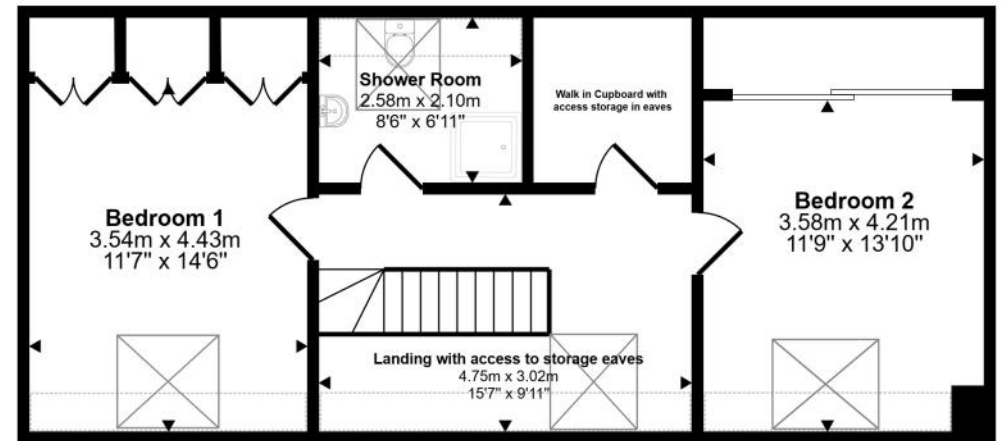 Shower Room
2.58m x 2.10m
8'6" x 6'11"
Walk in Cupboard with
access storage in eaves
Bedroom 1
3.54m x 4.43m
11'7" x 14'6"
Bedroom 2
3.58m x 4.21m
11'9" x 13'10"
Landing with access to storage eaves
4.75m x 3.02m
15'7" x 9'11"